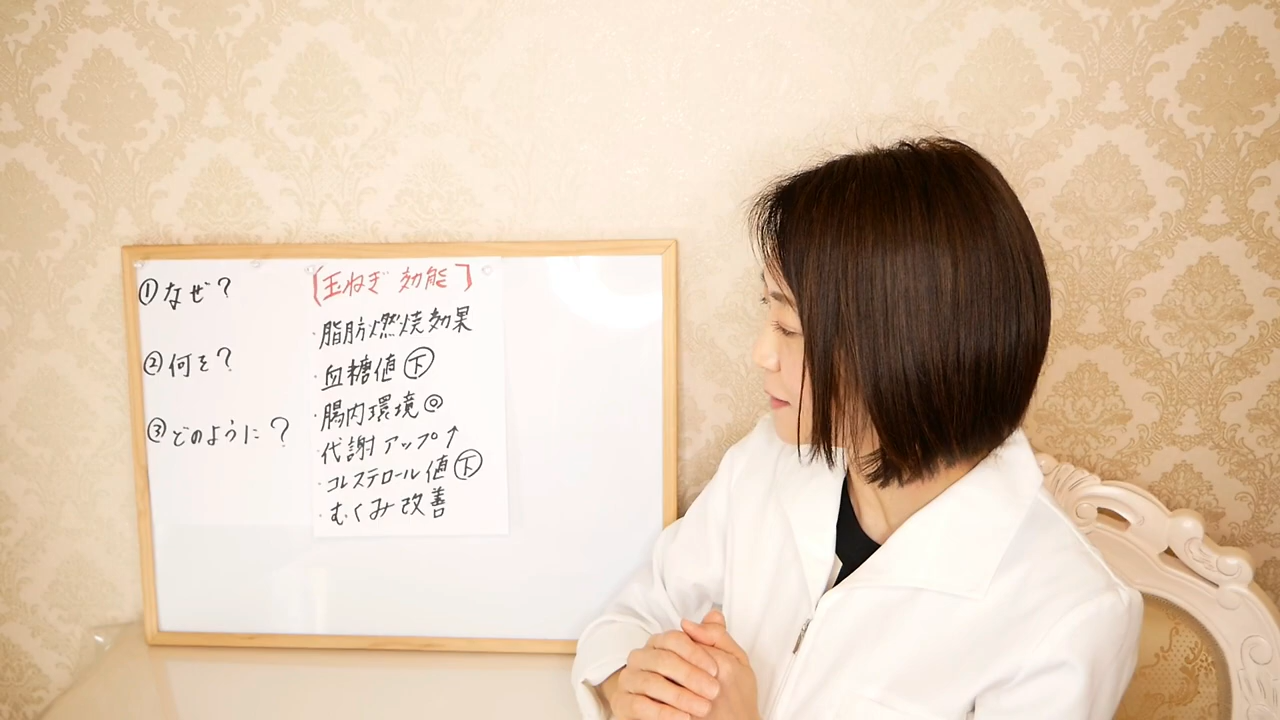 ①なぜ？
②何を？
③どのように？
［玉ねぎ 効能］
・脂肪燃焼効果
・血糖値㊦
・腸内環境◎
・代謝アップ↑
・コレステロール値㊦
・むくみ改善